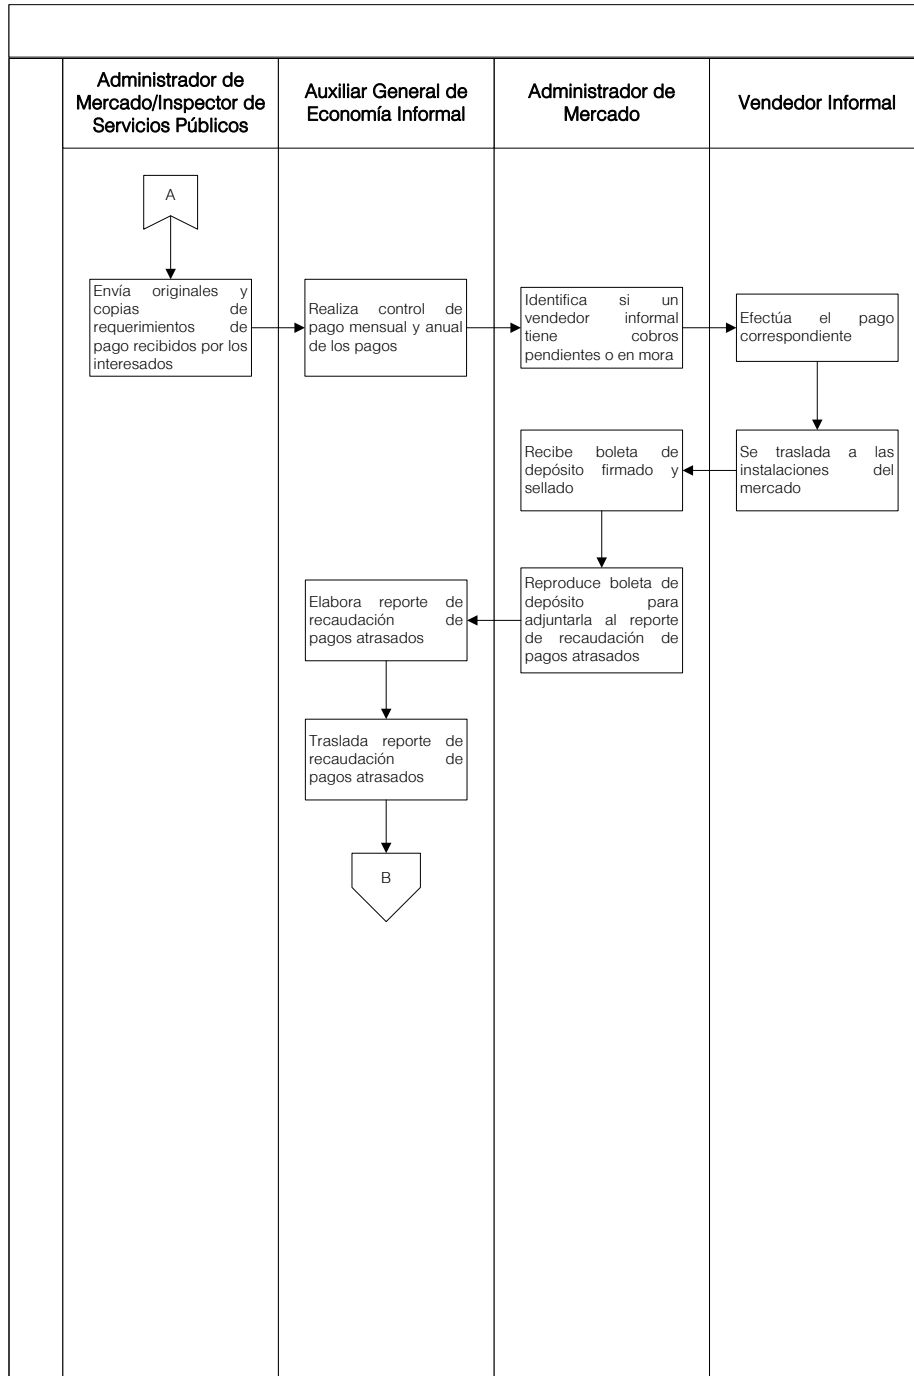 Administrador de
Mercado/Inspector de
Servicios Públicos
Auxiliar General de
Economía Informal
Administrador de
Mercado
Vendedor Informal
A
Envía originales y
copias de
requerimientos de
pago recibidos por los
interesados
Realiza control de
pago mensual y anual
de los pagos
Identifica si un
vendedor informal
tiene cobros
pendientes o en mora
Efectúa el pago
correspondiente
Se traslada a las
instalaciones del
mercado
Recibe boleta de
depósito firmado y
sellado
Reproduce boleta de
depósito para
adjuntarla al reporte
de recaudación de
pagos atrasados
Elabora reporte de
recaudación de
pagos atrasados
Traslada reporte de
recaudación de
pagos atrasados
B